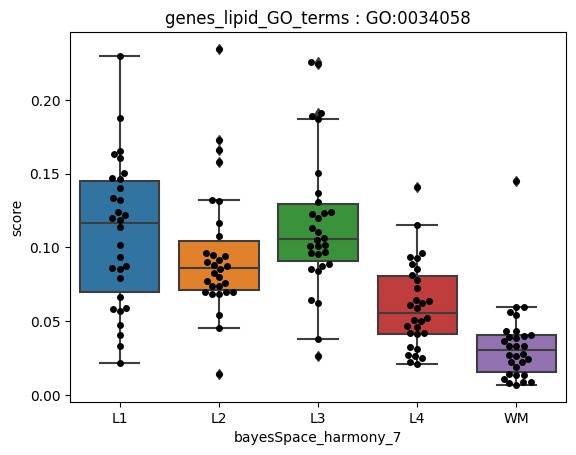 genes_lipid_GO_terms : GO:0034058
score
0.20
0.15
0.10
0.05
0.00
L1 L2 L3 L4 WM
bayesSpace_harmony_7